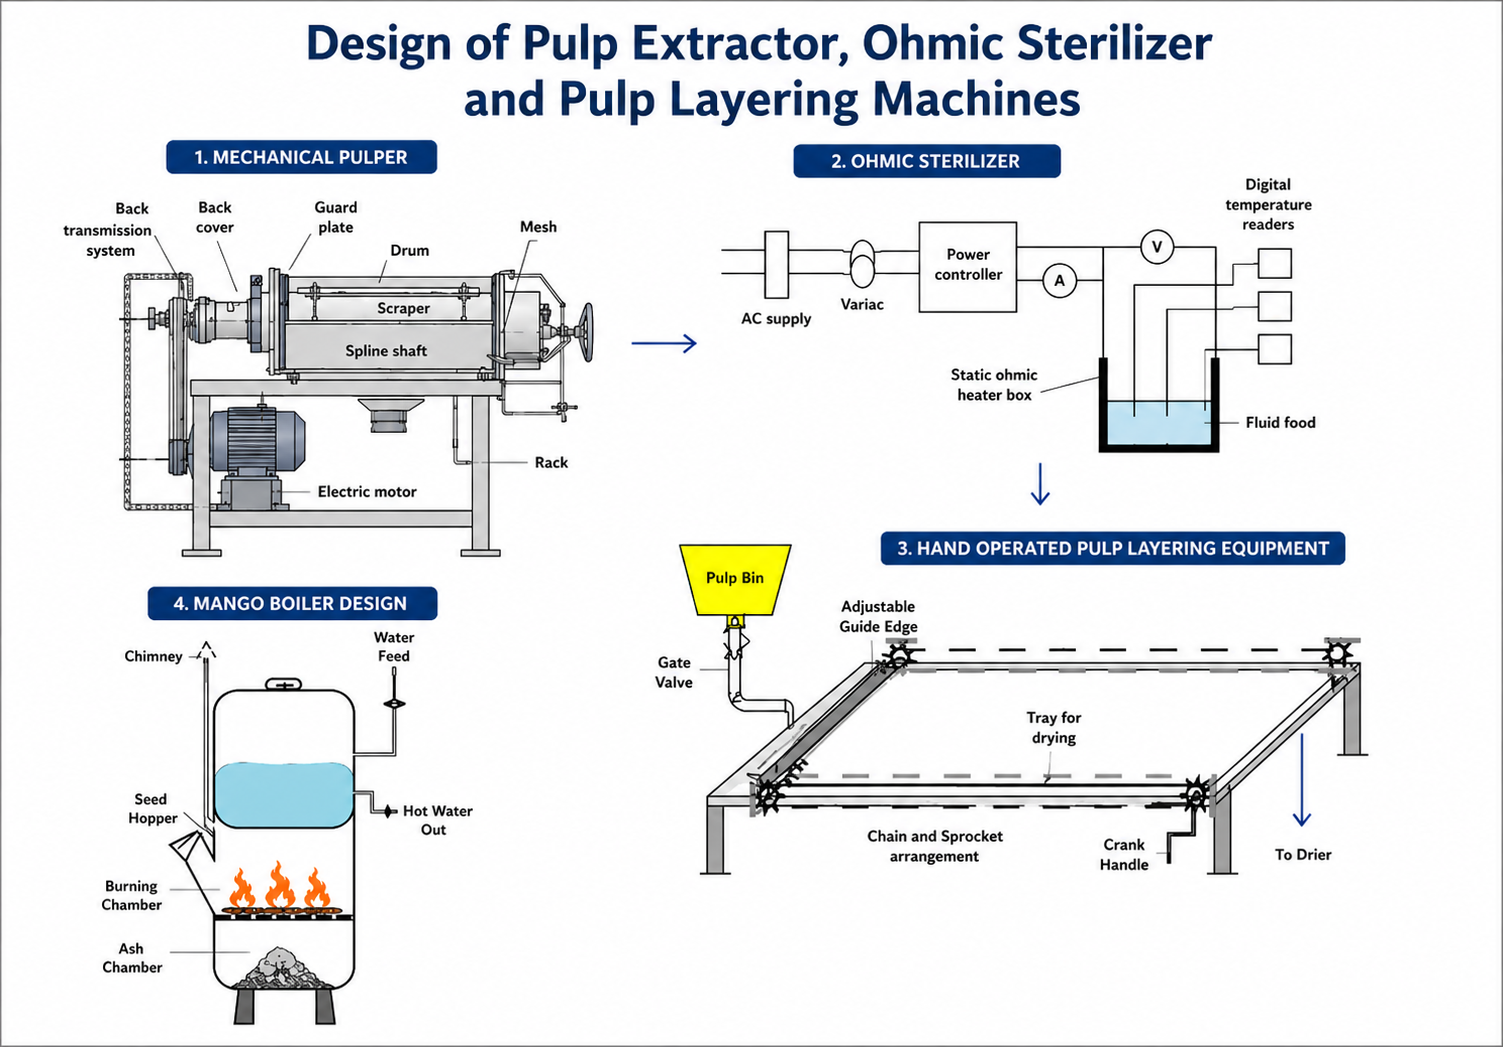 Design of Pulp Extractor, Ohmic Sterilizer
and Pulp Layering Machines
1. MECHANICAL PULPER
Back
transmission
system
Back
cover
Guard
plate
Drum
Mesh
Scraper
Spline shaft
Rack
Electric motor
2. OHMIC STERILIZER
Digital
temperature
readers
Power
controller
V
A
AC supply
Variac
Static ohmic
heater box
Fluid food
3. HAND OPERATED PULP LAYERING EQUIPMENT
Pulp Bin
Adjustable
Guide Edge
Gate
Valve
Tray for
drying
Chain and Sprocket
arrangement
Crank
Handle
To Drier
4. MANGO BOILER DESIGN
Chimney
Water
Feed
Seed
Hopper
Hot Water
Out
Burning
Chamber
Ash
Chamber